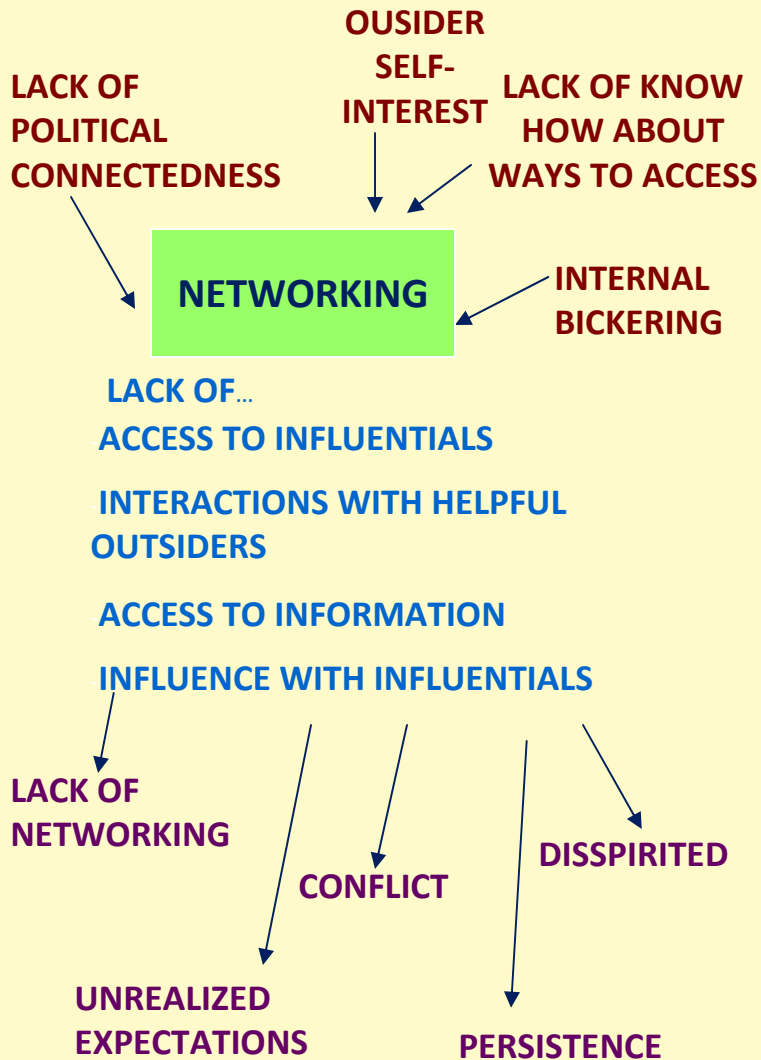 OUSIDER
SELF-
INTEREST
LACK OF
POLITICAL
CONNECTEDNESS
LACK OF KNOW
HOW ABOUT
WAYS TO ACCESS
NETWORKING
INTERNAL
BICKERING
LACK OF...
ACCESS TO INFLUENTIALS
INTERACTIONS WITH HELPFUL
OUTSIDERS
ACCESS TO INFORMATION
INFLUENCE WITH INFLUENTIALS
LACK OF
NETWORKING
CONFLICT
DISSPIRITED
UNREALIZED
EXPECTATIONS
PERSISTENCE